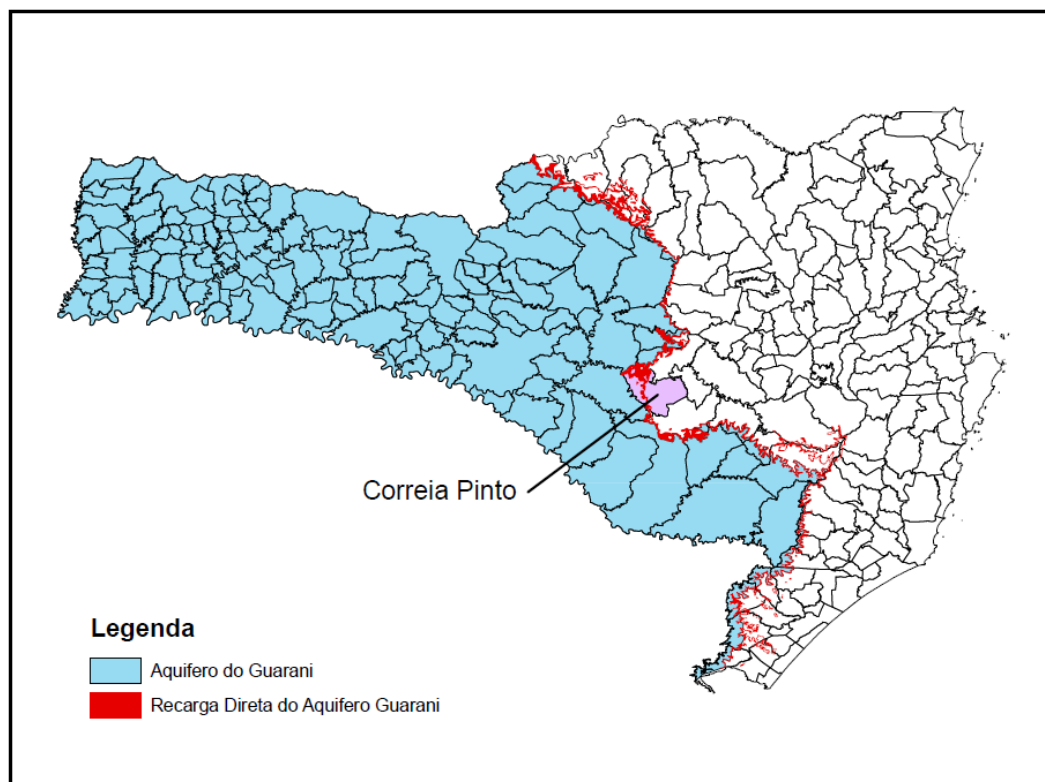 Correia Pinto
Legenda
Aquifero do Guarani
Recarga Direta do Aquifero Guarani